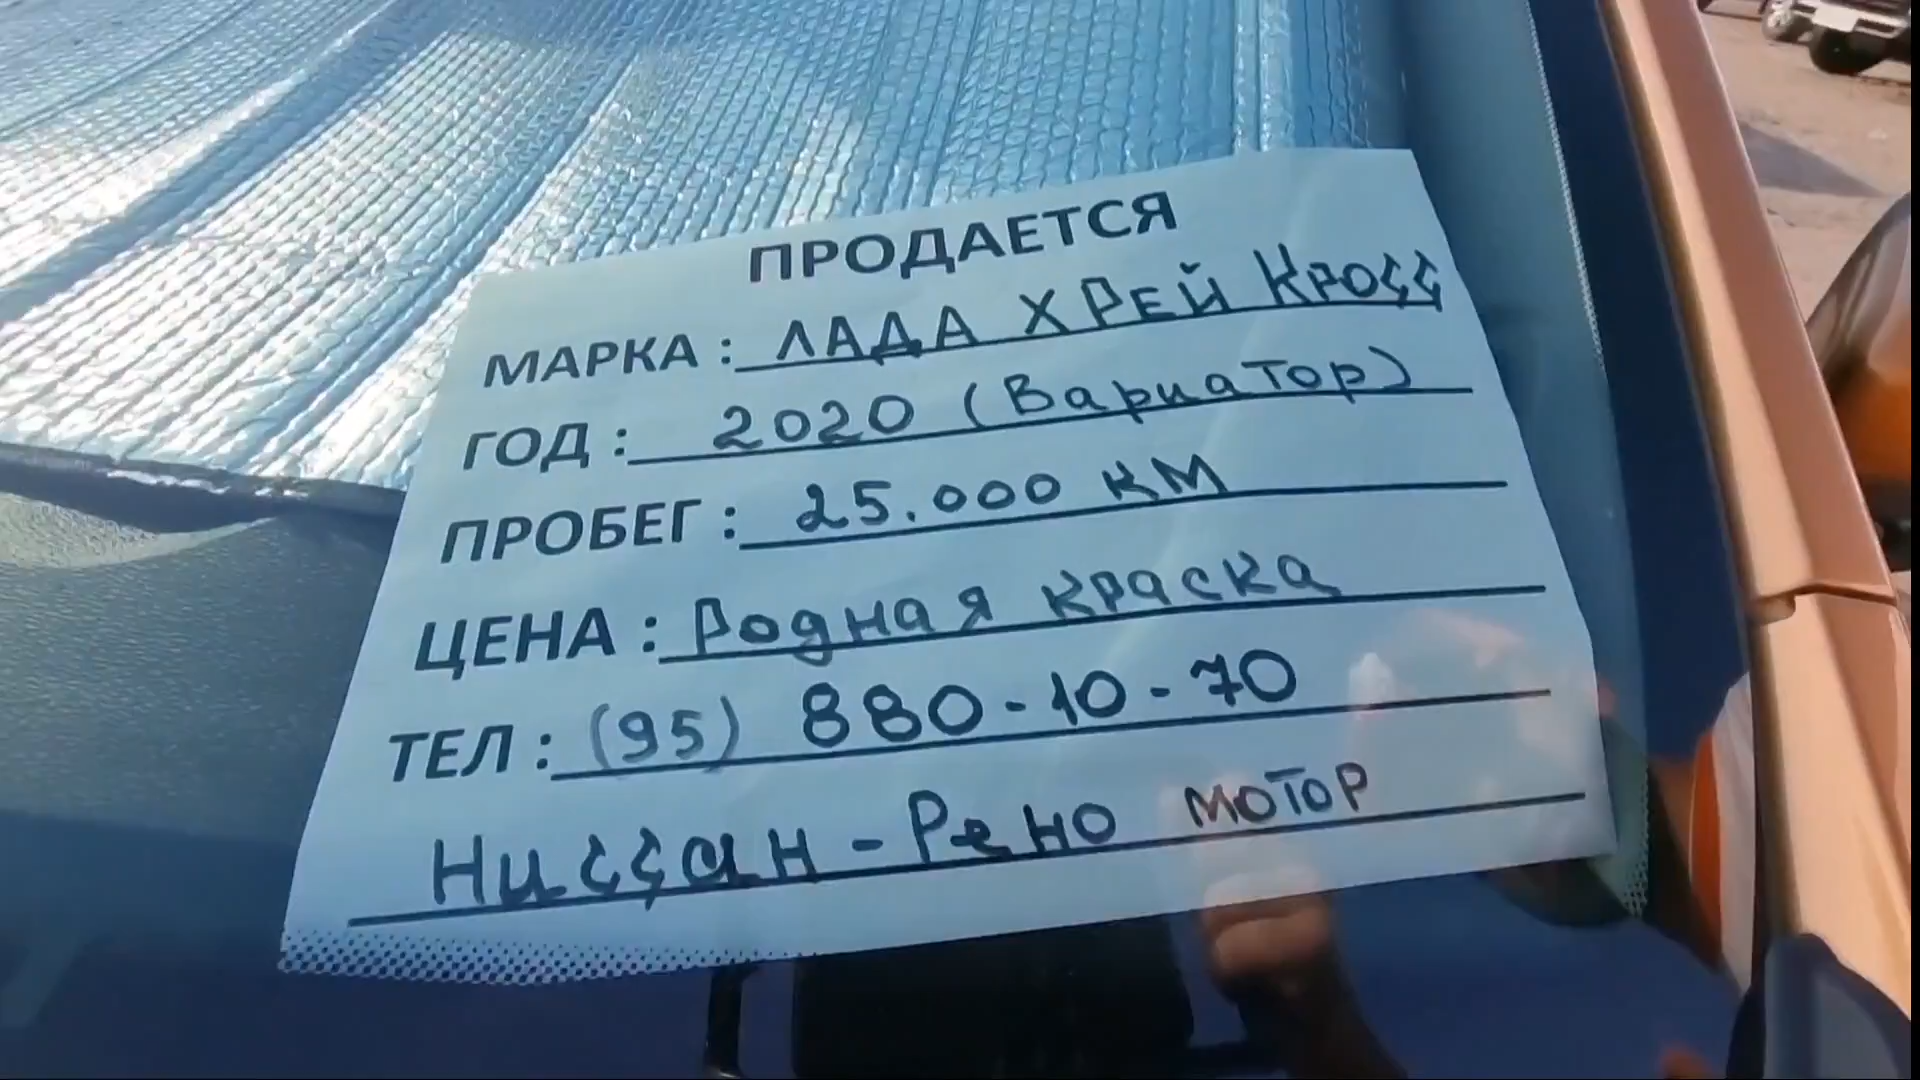 ПРОДАЕТСЯ
МАРКА : ЛАДА Х РЕЙ КРОСС
ГОД : 2020 (Вариатор)
ПРОБЕГ : 25.000 КМ
ЦЕНА : Родная краска
ТЕЛ : (95) 880-10-70
Ниссан-Рено мотор